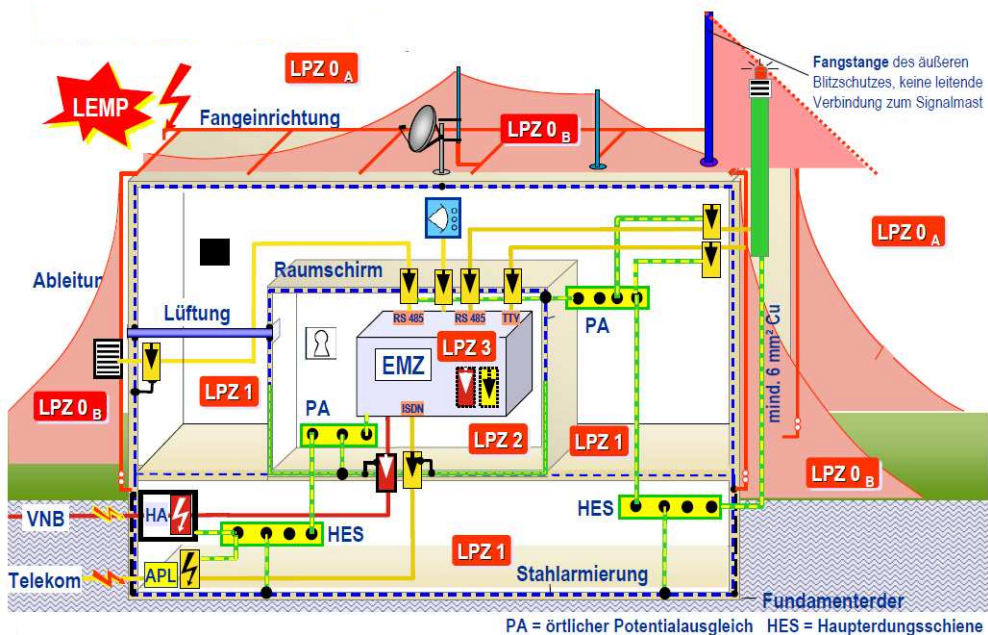 LPZ 0 A
Fangstange des äußeren
Blitzschutzes, keine leitende
Verbindung zum Signalmast
LEMP
Fangeinrichtung
LPZ 0 B
LPZ 0 A
Ableitung
Raumschirm
Lüftung
RS 485
RS 485
TTY
PA
LPZ 3
EMZ
mind. 6 mm² Cu
LPZ 1
LPZ 0 B
ISDN
PA
LPZ 2
LPZ 1
LPZ 0 B
VNB
HA
HES
HES
LPZ 1
Telekom
APL
Stahlarmierung
Fundamenterder
PA = örtlicher Potentialausgleich HES = Haupterdungsschiene